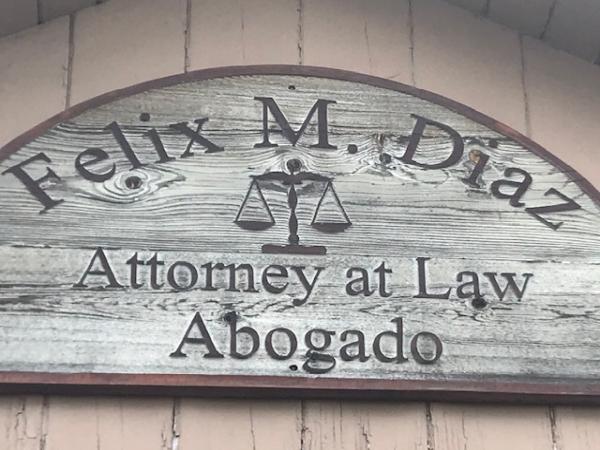 Felix M. Diaz
Attorney at Law
Abogado